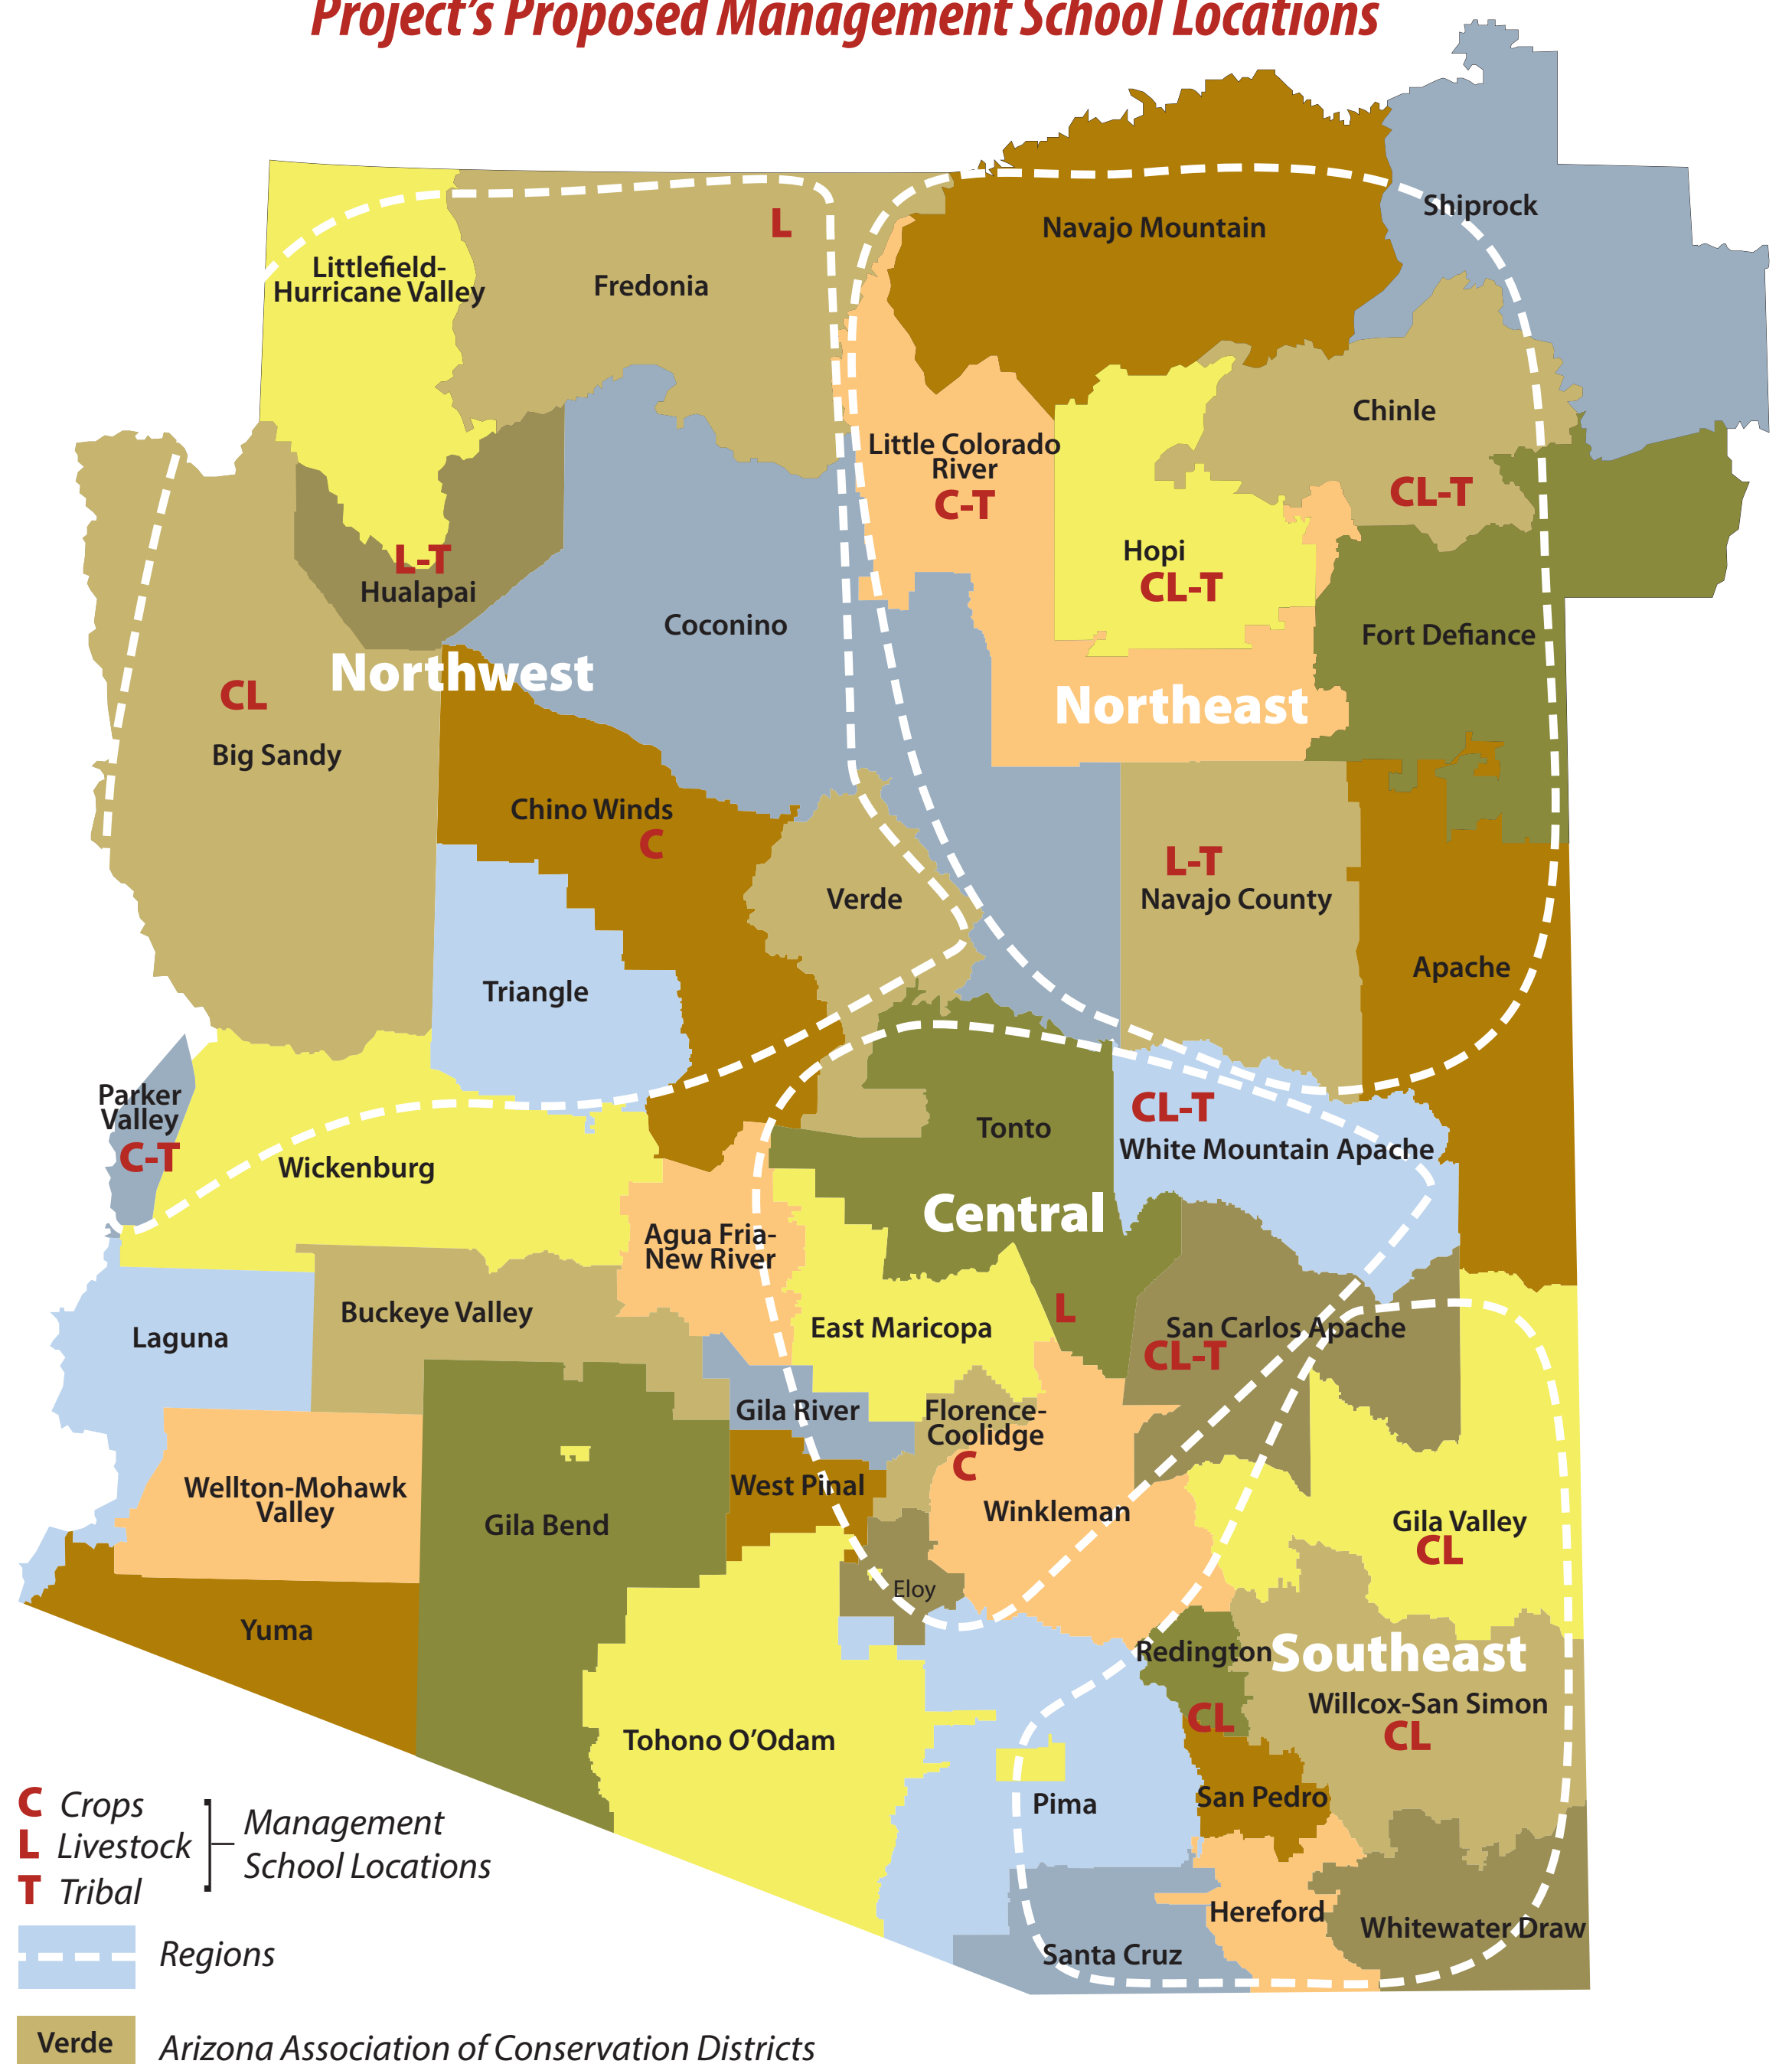 Project's Proposed Management School Locations
Shiprock
L
Navajo Mountain
Littlefield-
Hurricane Valley
Fredonia
Chinle
Little Colorado
River
C-T
CL-T
Hopi
CL-T
L-T
Hualapai
Coconino
Fort Defiance
Northwest
CL
Northeast
Big Sandy
Chino Winds
C
L-T
Navajo County
Verde
Apache
Triangle
Parker
Valley
C-T
CL-T
White Mountain Apache
Tonto
Wickenburg
Central
Agua Fria-
New River
L
Buckeye Valley
East Maricopa
San Carlos Apache
CL-T
Laguna
Gila River
Florence-
Coolidge
C
West Pinal
Wellton-Mohawk
Valley
Winkleman
Gila Bend
Gila Valley
CL
Eloy
Yuma
Redington
Southeast
Willcox-San Simon
CL
CL
Tohono O'Odam
San Pedro
Pima
Hereford
Whitewater Draw
Santa Cruz
C Crops
L Livestock
T Tribal
Management
School Locations
Regions
Verde
Arizona Association of Conservation Districts